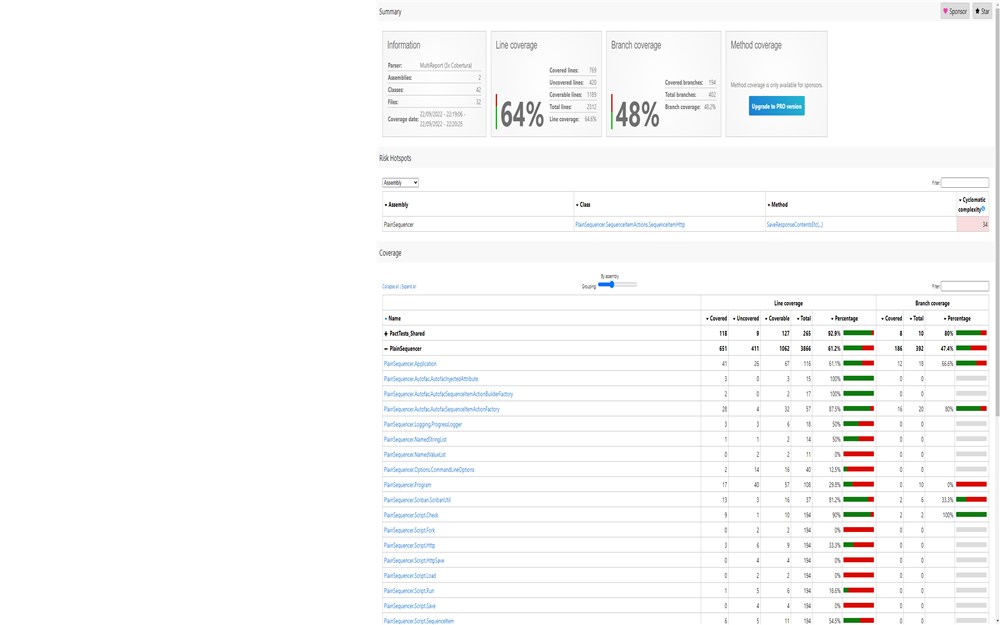 Summary
Sponsor
Star
Information
Parser: MultiReport (3x Cobertura)
Assemblies: 2
Classes: 42
Files: 32
Coverage date: 22/09/2022 - 22:19:06 -
22/09/2022 - 22:20:25
Line coverage
64%
Covered lines: 769
Uncovered lines: 420
Coverable lines: 1189
Total lines: 2312
Line coverage: 64.6%
Branch coverage
48%
Covered branches: 194
Total branches: 402
Branch coverage: 48.2%
Method coverage
Method coverage is only available for sponsors.
Upgrade to PRO version
Risk Hotspots
Assembly
Filter:
Assembly Class Method Cyclomatic
complexity
PlainSequencer PlainSequencer.SequenceItemActions.SequenceItemHttp SaveResponseContentsEtc(...) 34
Coverage
Collapse all | Expand all
By assembly
Grouping:
Filter:
Line coverage Branch coverage
Name Covered Uncovered Coverable Total Percentage Covered Total Percentage
PactTests_Shared 118 9 127 265 92.9% 8 10 80%
PlainSequencer 651 411 1062 3866 61.2% 186 392 47.4%
PlainSequencer.Application 41 26 67 116 61.1% 12 18 66.6%
PlainSequencer.Autofac.AutofacInjectedAttribute 3 0 3 15 100% 0 0
PlainSequencer.Autofac.AutofacSequenceItemActionBuilderFactory 2 0 2 17 100% 0 0
PlainSequencer.Autofac.AutofacSequenceItemActionFactory 28 4 32 57 87.5% 16 20 80%
PlainSequencer.Logging.ProgressLogger 3 3 6 18 50% 0 0
PlainSequencer.NamedStringList 1 1 2 14 50% 0 0
PlainSequencer.NamedValueList 0 2 2 11 0% 0 0
PlainSequencer.Options.CommandLineOptions 2 14 16 40 12.5% 0 0
PlainSequencer.Program 17 40 57 108 29.8% 0 10 0%
PlainSequencer.Scriban.ScribanUtil 13 3 16 37 81.2% 2 6 33.3%
PlainSequencer.Script.Check 9 1 10 194 90% 2 2 100%
PlainSequencer.Script.Fork 0 2 2 194 0% 0 0
PlainSequencer.Script.Http 3 6 9 194 33.3% 0 0
PlainSequencer.Script.HttpSave 0 4 4 194 0% 0 0
PlainSequencer.Script.Load 0 2 2 194 0% 0 0
PlainSequencer.Script.Run 1 5 6 194 16.6% 0 0
PlainSequencer.Script.Save 0 4 4 194 0% 0 0
PlainSequencer.Script.SequenceItem 6 5 11 194 54.5% 0 0